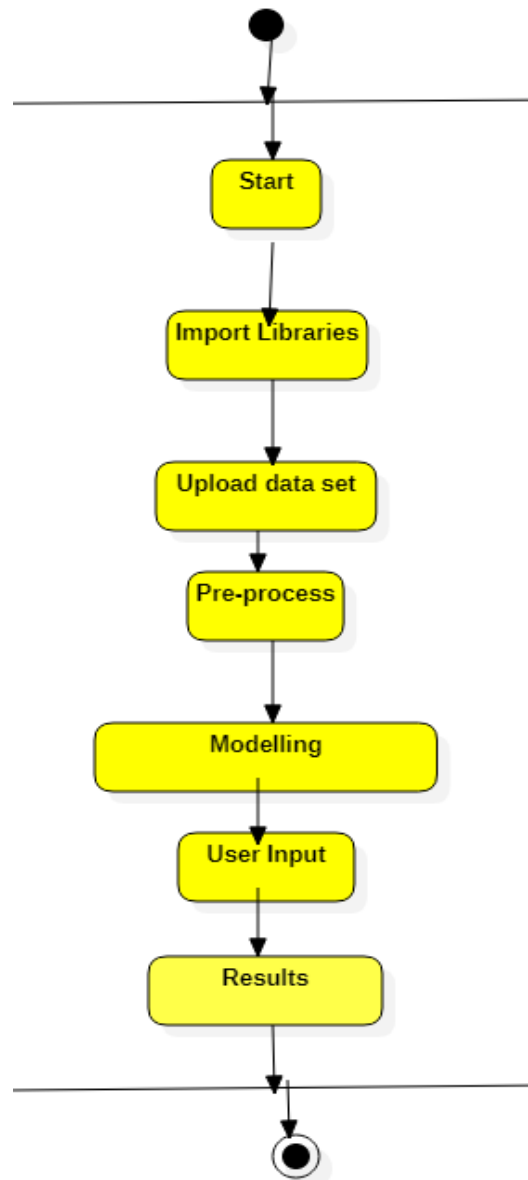 Start
Import Libraries
Upload data set
Pre-process
Modelling
User Input
Results